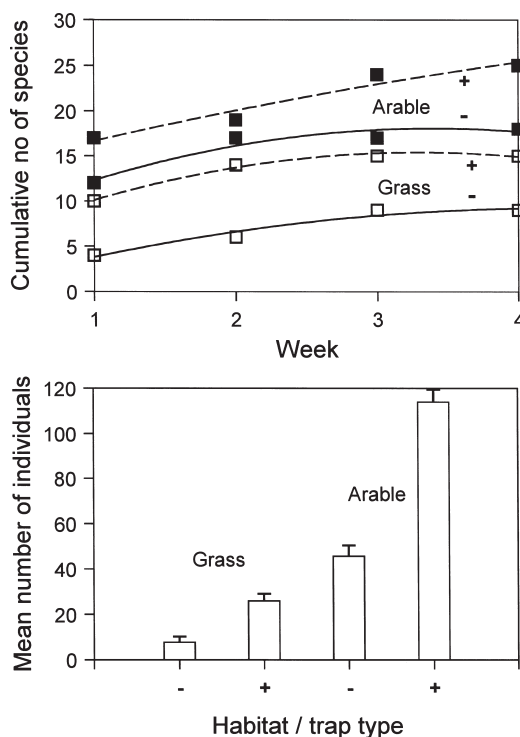 Cumulative no of species
30
25
20
15
10
5
0
+
Arable
-
+
Grass
-
1 2 3 4
Week
Mean number of individuals
120
100
80
60
40
20
0
Arable
Grass
- + - +
Habitat / trap type